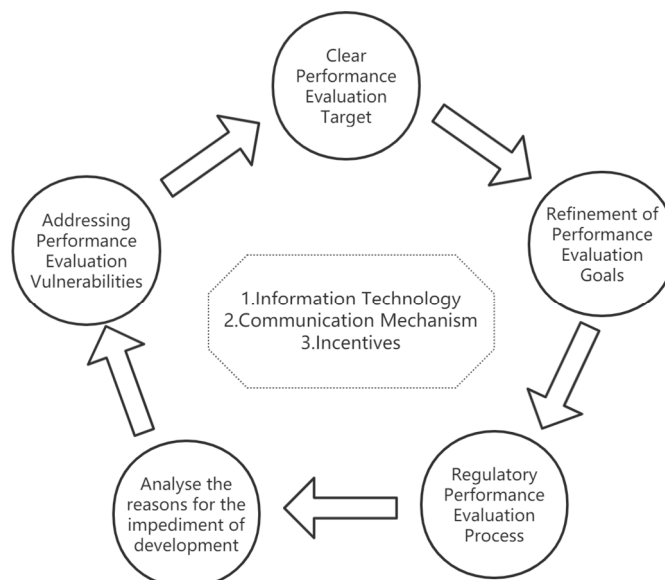 Clear
Performance
Evaluation
Target
Refinement of
Performance
Evaluation
Goals
Regulatory
Performance
Evaluation
Process
Analyse the
reasons for the
impediment of
development
Addressing
Performance
Evaluation
Vulnerabilities
1.Information Technology
2.Communication Mechanism
3.Incentives